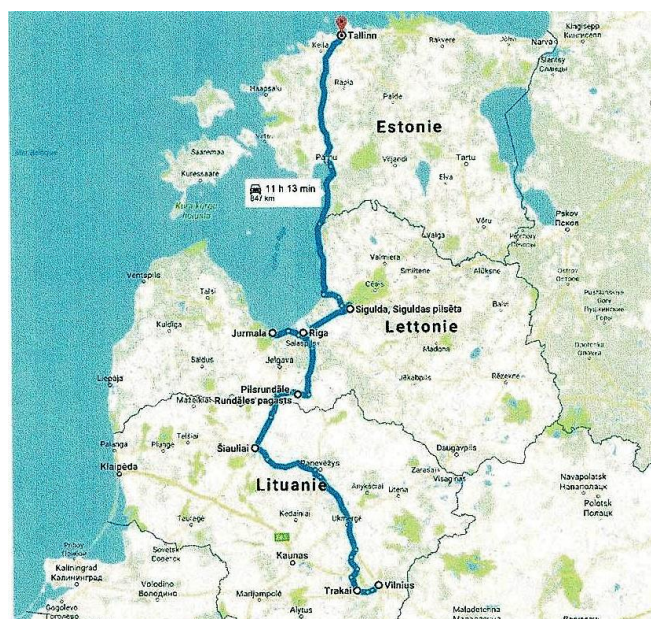 Tallinn
Keila
Rakvere
Jõhvi
Narva
Kingisepp
Кингисепп
Slantsy
Сланцы
Haapsalu
Rapla
Paide
Estonie
Saaremaa
Kuressaare
Pärnu
Viljandi
Tartu
Elva
11 h 13 min
847 km
Võru
Pskov
Псков
Valga
Valmiera
Smiltene
Alūksne
Cēsis
Ventspils
Talsi
Sigulda, Siguldas pilsēta
Lettonie
Balvi
Kuldīga
Jurmala
Riga
Salaspils
Madona
Saldus
Jelgava
Jēkabpils
Rēzekne
Liepāja
Pilsrundāle
Rundāles pagasts
Mažeikiai
Palanga
Plungė
Telšiai
Šiauliai
Daugavpils
Klaipėda
Panevėžys
Zarasai
Visaginas
Lituanie
Anykščiai
Utena
Navapolatsk
Наваполацк
Polotsk
Полоцк
Tauragė
Kėdainiai
Ukmergė
Kaunas
Sovetsk
Советск
Kaliningrad
Калининград
Volodino
Володино
Marijampolė
Trakai
Vilnius
Alytus
Gogolevo
Гоголево
Maladetchna